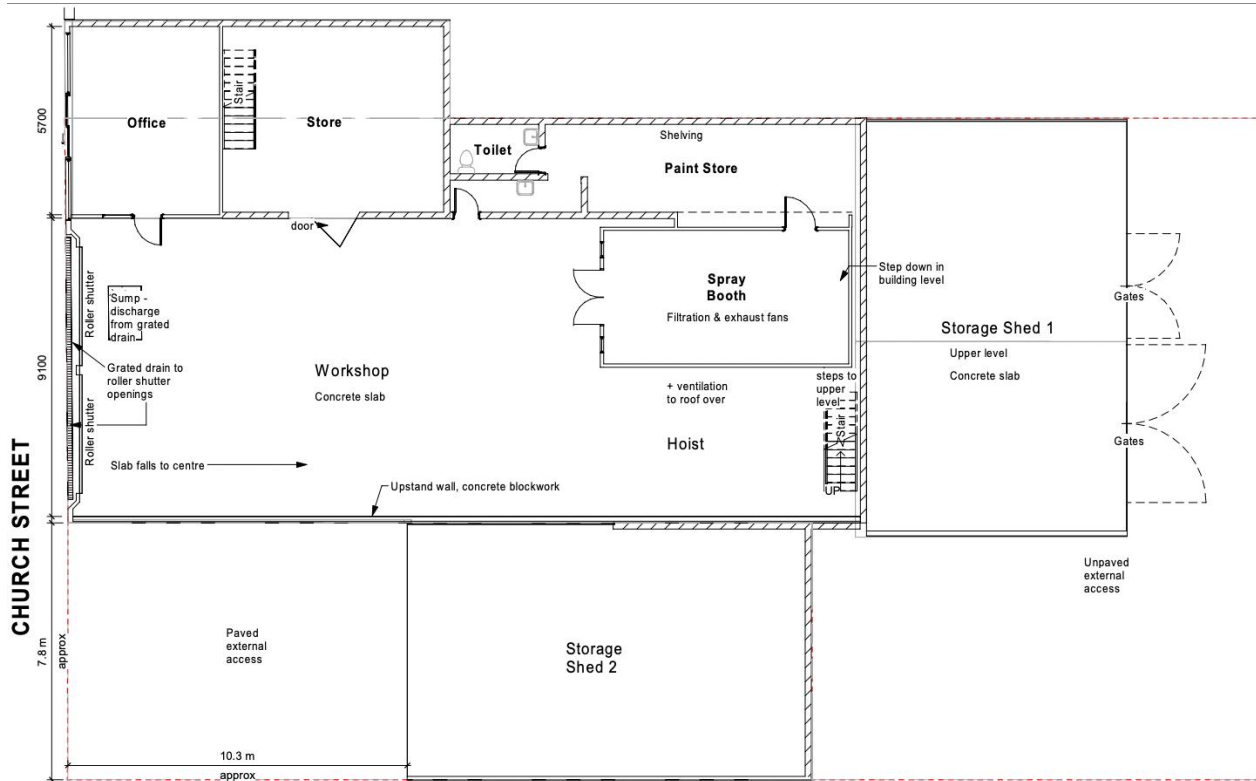 5700
Office
Stair
Store
Toilet
Shelving
Paint Store
door
Roller shutter
Sump -
discharge
from grated
drain
Grated drain to
roller shutter
openings
9100
Roller shutter
Slab falls to centre
Workshop
Concrete slab
Spray
Booth
Filtration & exhaust fans
Step down in
building level
+ ventilation
to roof over
Hoist
steps to
upper
level
Stair
UP
Upstand wall, concrete blockwork
Storage Shed 1
Upper level
Concrete slab
Gates
Gates
Unpaved
external
access
CHURCH STREET
7.8 m
approx
Paved
external
access
Storage
Shed 2
10.3 m
approx